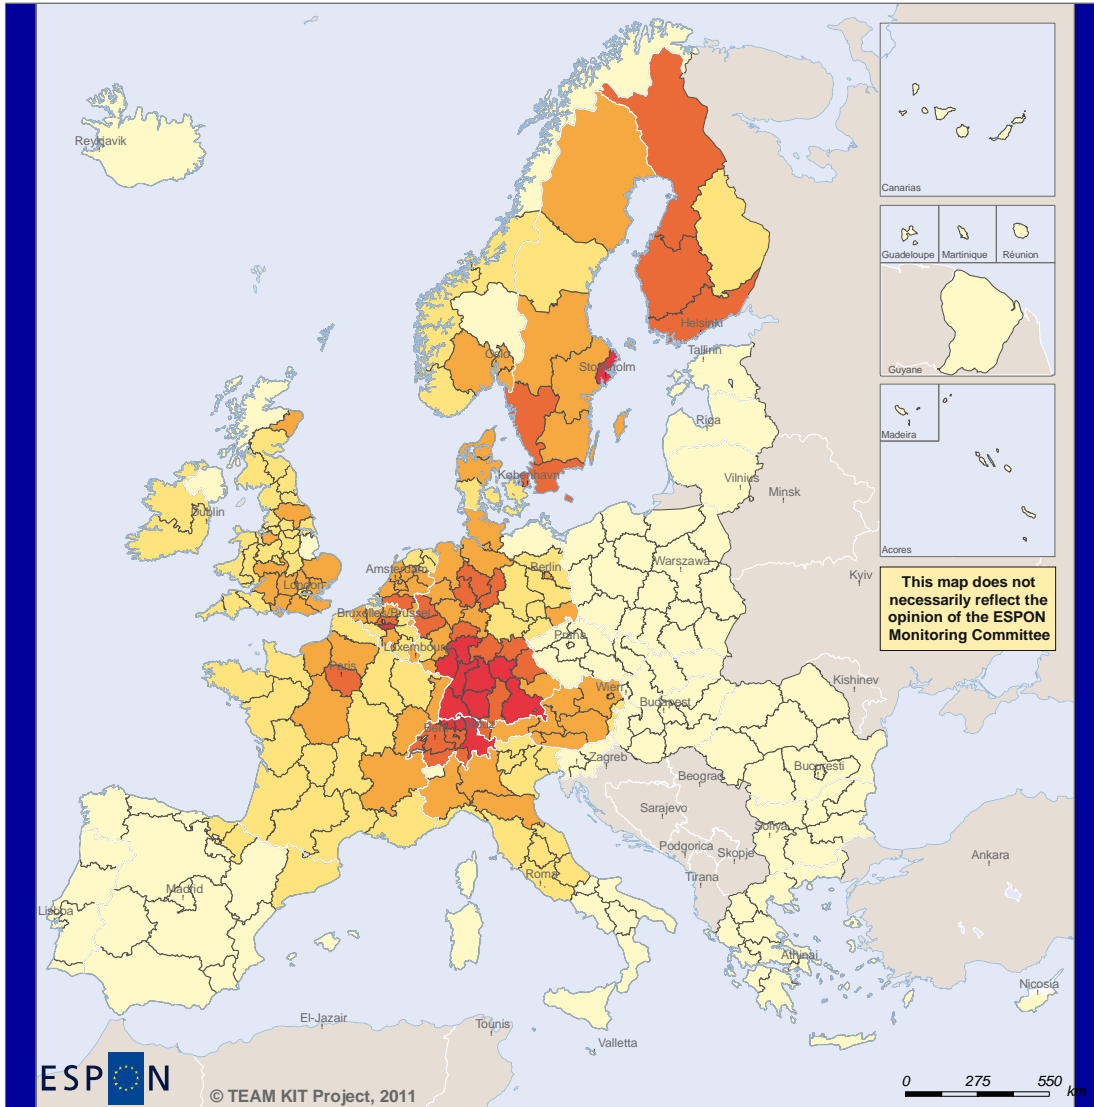 Reykjavik
Canarias
Guadeloupe
Martinique
Réunion
Guyane
Madeira
Acores
Oslo
Helsinki
Tallinn
Stockholm
Riga
København
Vilnius
Minsk
Dublin
Amsterdam
Berlin
Warszawa
London
Kyiv
This map does not
necessarily reflect the
opinion of the ESPON
Monitoring Committee
Bruxelles/Brussel
Praha
Luxembourg
Paris
Wien
Kishinev
Budapest
Bern
Zagreb
Beograd
Bucuresti
Sarajevo
Sofiya
Podgorica
Skopje
Ankara
Tirana
Roma
Madrid
Lisboa
Athinai
Nicosia
El-Jazair
Tounis
Valletta
ESPON
© TEAM KIT Project, 2011
0 275 550
km